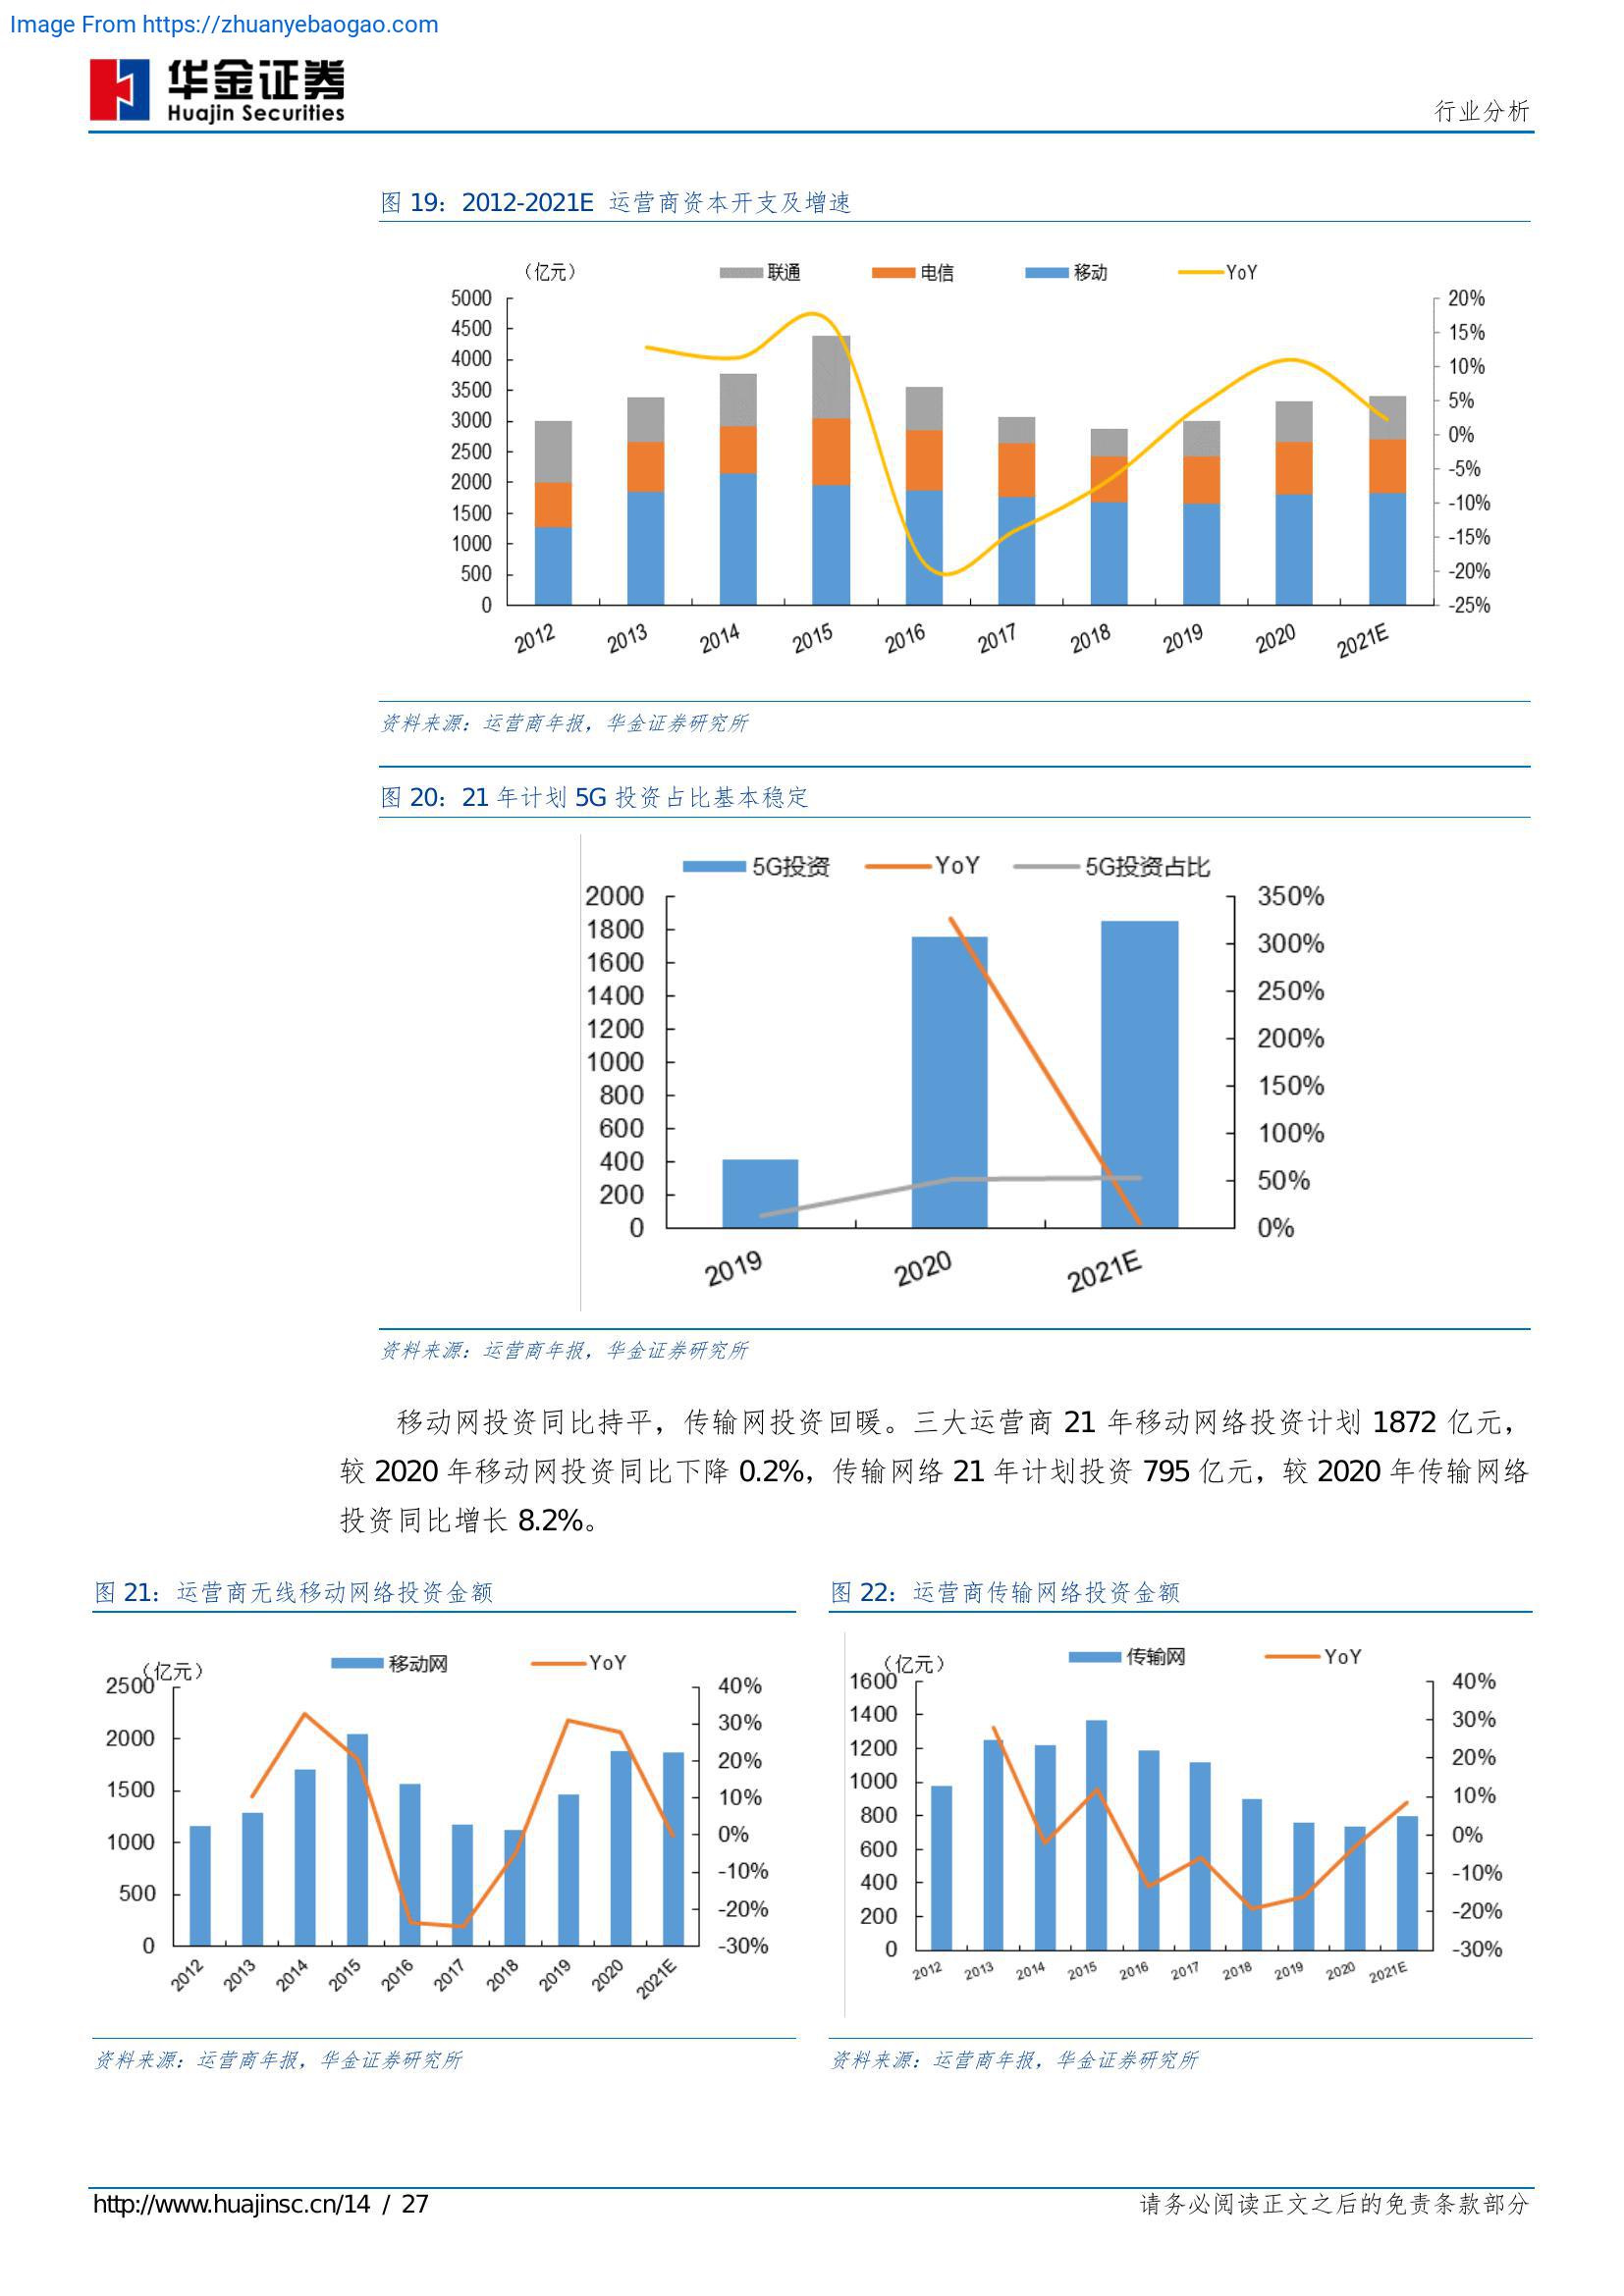 Image From https://zhuanyebaogao.com
华金证券
Huajin Securities
行业分析
图 19：2012-2021E 运营商资本开支及增速
（亿元）
联通
电信
移动
YoY
5000
4500
4000
3500
3000
2500
2000
1500
1000
500
0
20%
15%
10%
5%
0%
-5%
-10%
-15%
-20%
-25%
2012
2013
2014
2015
2016
2017
2018
2019
2020
2021E
资料来源：运营商年报，华金证券研究所
图 20：21 年计划 5G 投资占比基本稳定
5G投资
YoY
5G投资占比
2000
1800
1600
1400
1200
1000
800
600
400
200
0
350%
300%
250%
200%
150%
100%
50%
0%
2019
2020
2021E
资料来源：运营商年报，华金证券研究所
移动网投资同比持平，传输网投资回暖。三大运营商 21 年移动网络投资计划 1872 亿元，
较 2020 年移动网投资同比下降 0.2%，传输网络 21 年计划投资 795 亿元，较 2020 年传输网络
投资同比增长 8.2%。
图 21：运营商无线移动网络投资金额
（亿元）
移动网
YoY
2500
2000
1500
1000
500
0
40%
30%
20%
10%
0%
-10%
-20%
-30%
2012
2013
2014
2015
2016
2017
2018
2019
2020
2021E
资料来源：运营商年报，华金证券研究所
图 22：运营商传输网络投资金额
（亿元）
传输网
YoY
1600
1400
1200
1000
800
600
400
200
0
40%
30%
20%
10%
0%
-10%
-20%
-30%
2012
2013
2014
2015
2016
2017
2018
2019
2020
2021E
资料来源：运营商年报，华金证券研究所
http://www.huajinsc.cn/14 / 27
请务必阅读正文之后的免责条款部分